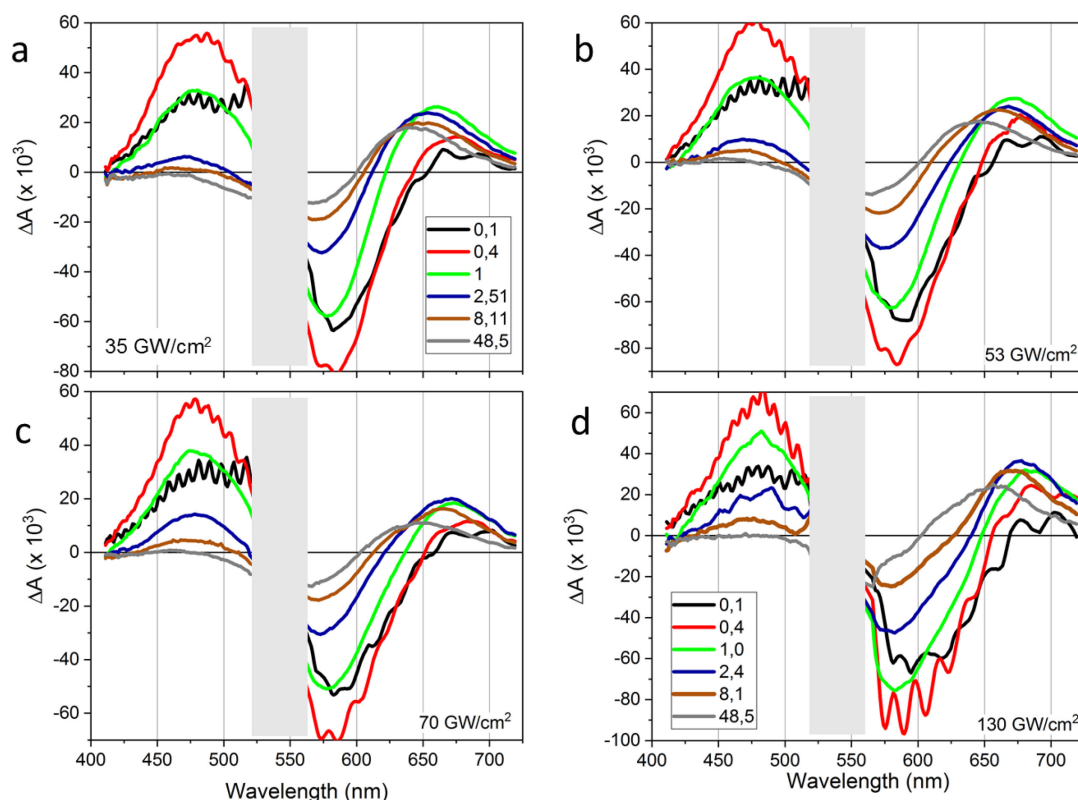 a
60
40
20
0
-20
-40
-60
-80
ΔA (x 10³)
0,1
0,4
1
2,51
8,11
48,5
35 GW/cm²
b
60
40
20
0
-20
-40
-60
-80
ΔA (x 10³)
53 GW/cm²
c
60
40
20
0
-20
-40
-60
ΔA (x 10³)
70 GW/cm²
400 450 500 550 600 650 700
Wavelength (nm)
d
60
40
20
0
-20
-40
-60
-80
-100
ΔA (x 10³)
0,1
0,4
1,0
2,4
8,1
48,5
130 GW/cm²
400 450 500 550 600 650 700
Wavelength (nm)